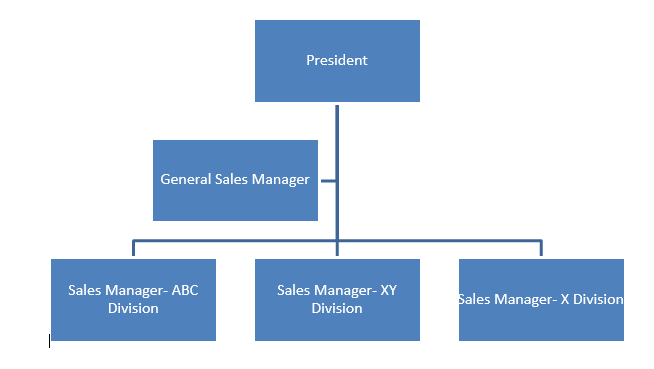 President
General Sales Manager
Sales Manager- ABC
Division
Sales Manager- XY
Division
Sales Manager- X Division